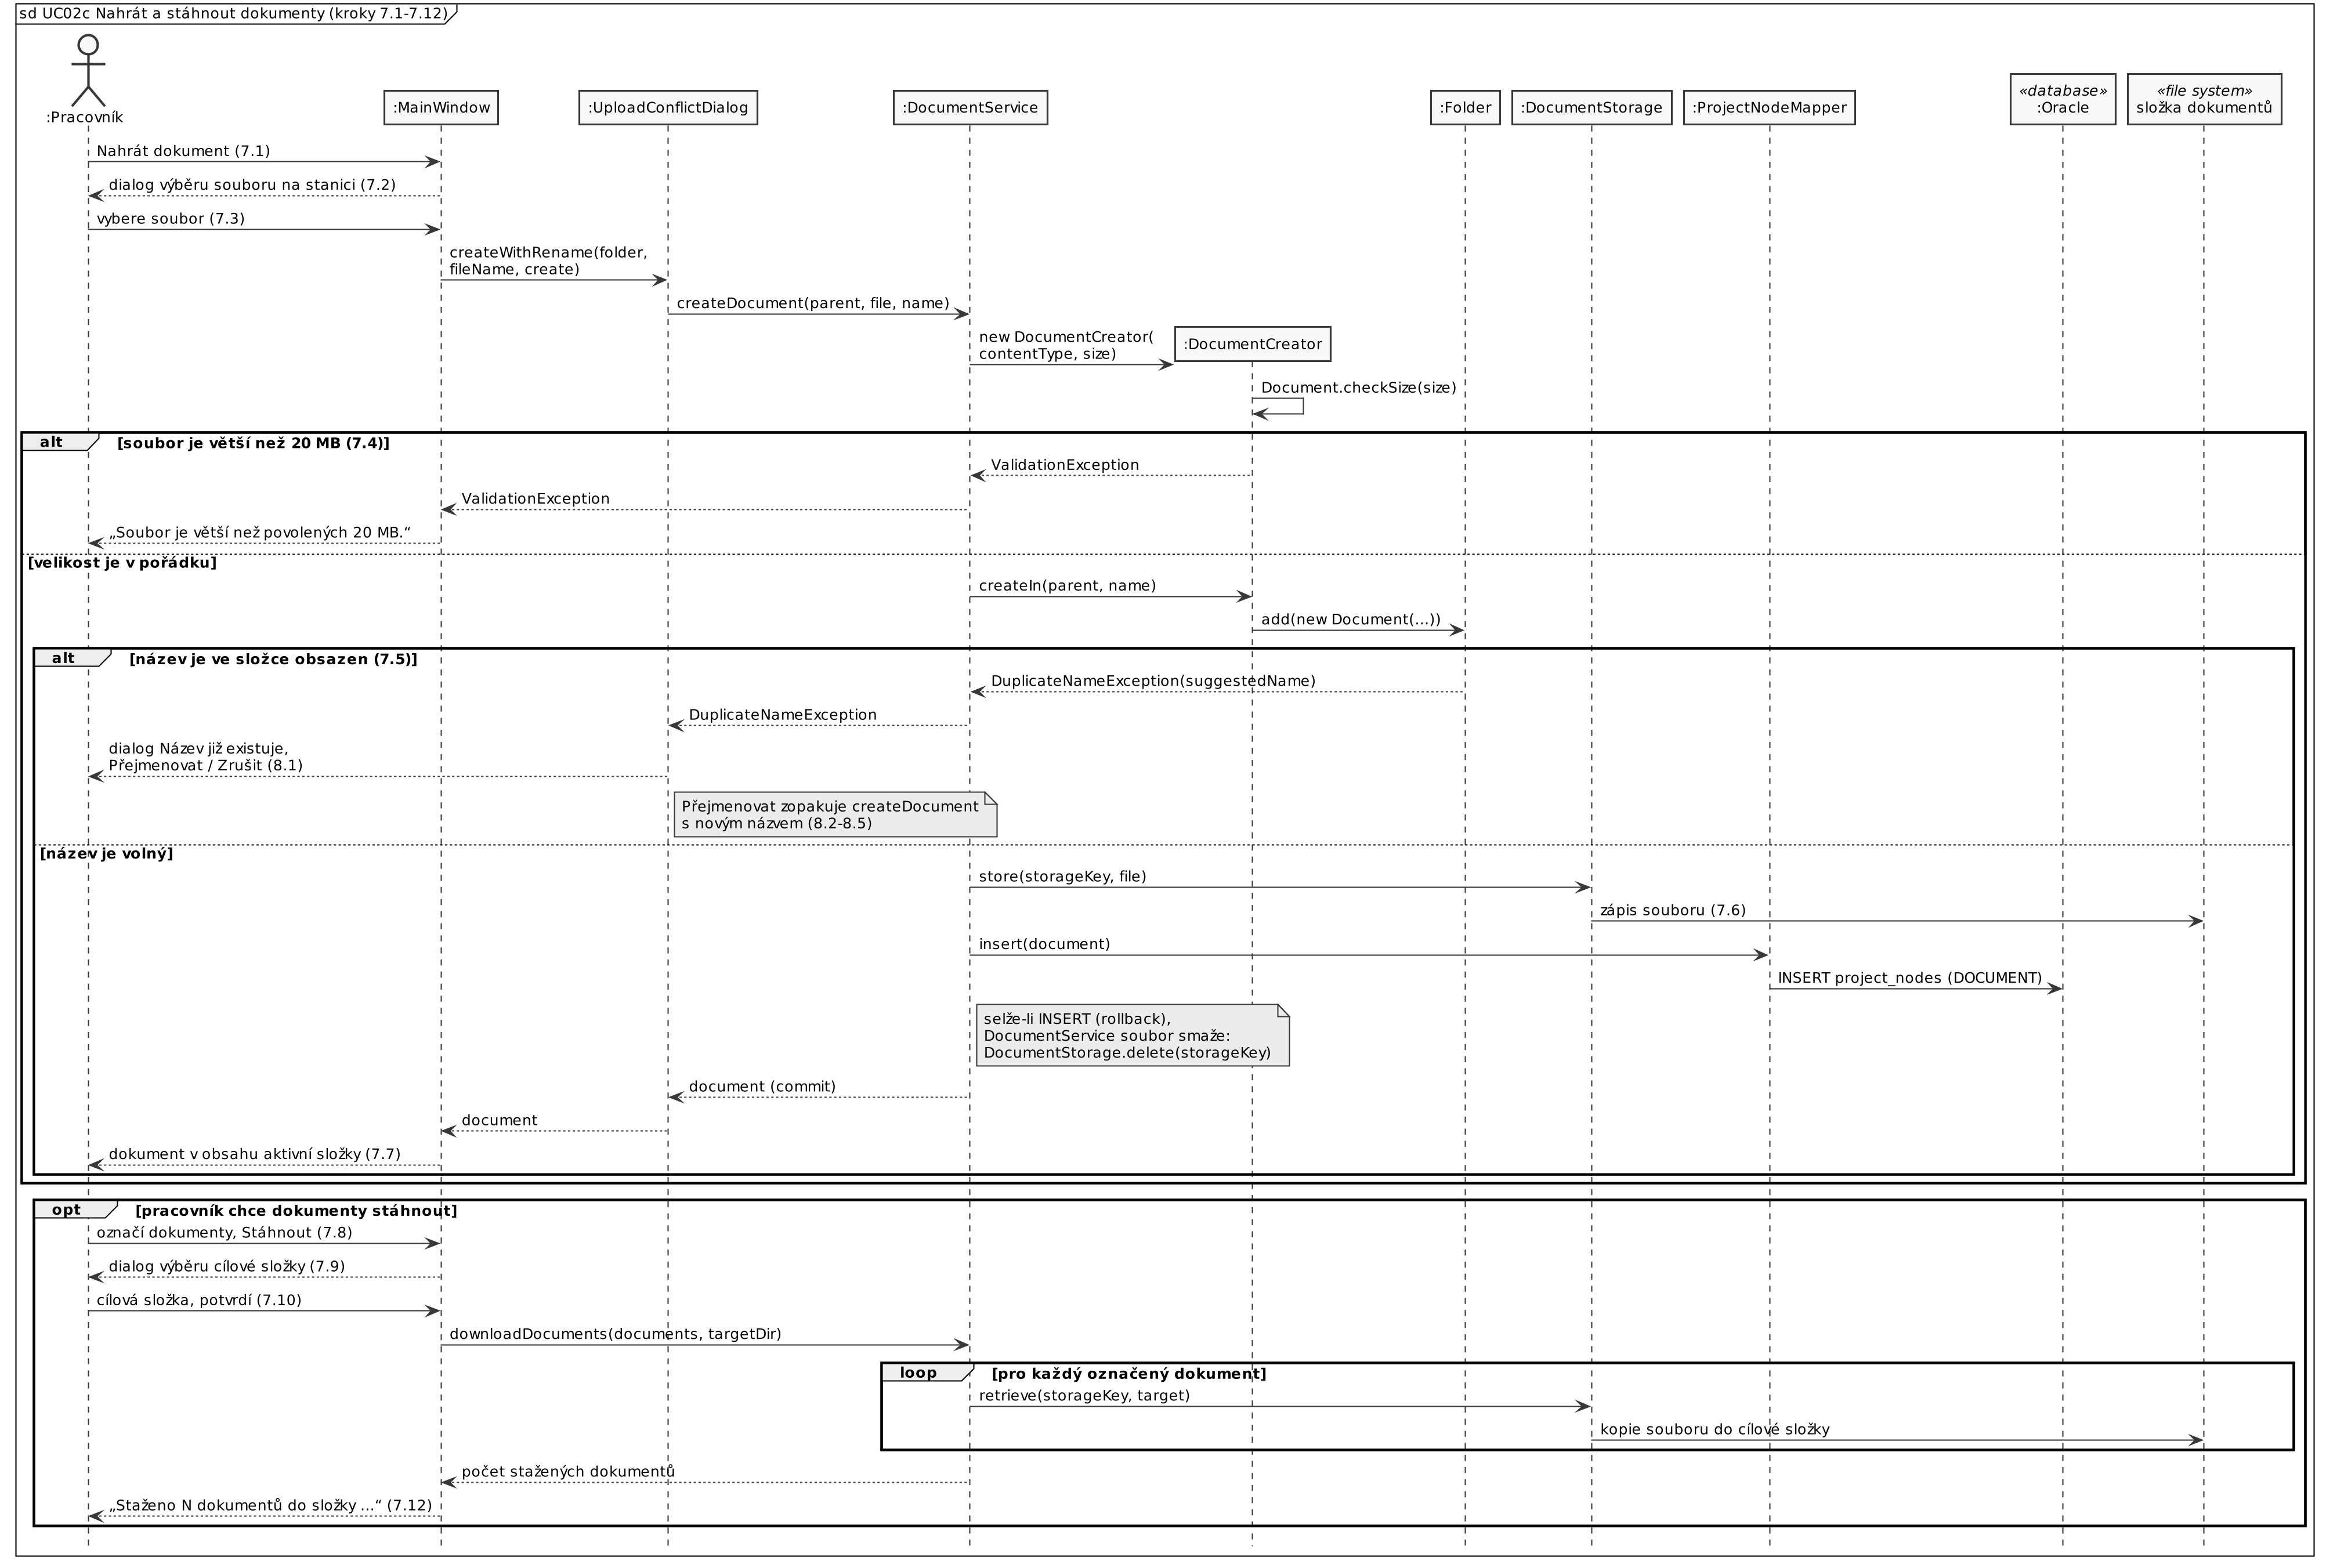 sd UC02c Nahrát a stáhnout dokumenty (kroky 7.1-7.12)
:Pracovník
:MainWindow
:UploadConflictDialog
:DocumentService
:Folder
:DocumentStorage
:ProjectNodeMapper
«database»
:Oracle
«file system»
složka dokumentů
Nahrát dokument (7.1)
dialog výběru souboru na stanici (7.2)
vybere soubor (7.3)
createWithRename(folder,
fileName, create)
createDocument(parent, file, name)
new DocumentCreator(
contentType, size)
:DocumentCreator
Document.checkSize(size)
alt
[soubor je větší než 20 MB (7.4)]
ValidationException
ValidationException
„Soubor je větší než povolených 20 MB.“
[velikost je v pořádku]
createIn(parent, name)
add(new Document(...))
alt
[název je ve složce obsazen (7.5)]
DuplicateNameException(suggestedName)
DuplicateNameException
dialog Název již existuje,
Přejmenovat / Zrušit (8.1)
Přejmenovat zopakuje createDocument
s novým názvem (8.2-8.5)
[název je volný]
store(storageKey, file)
zápis souboru (7.6)
insert(document)
INSERT project_nodes (DOCUMENT)
selže-li INSERT (rollback),
DocumentService soubor smaže:
DocumentStorage.delete(storageKey)
document (commit)
document
dokument v obsahu aktivní složky (7.7)
opt
[pracovník chce dokumenty stáhnout]
označí dokumenty, Stáhnout (7.8)
dialog výběru cílové složky (7.9)
cílová složka, potvrdí (7.10)
downloadDocuments(documents, targetDir)
loop
[pro každý označený dokument]
retrieve(storageKey, target)
kopie souboru do cílové složky
počet stažených dokumentů
„Staženo N dokumentů do složky ...“ (7.12)